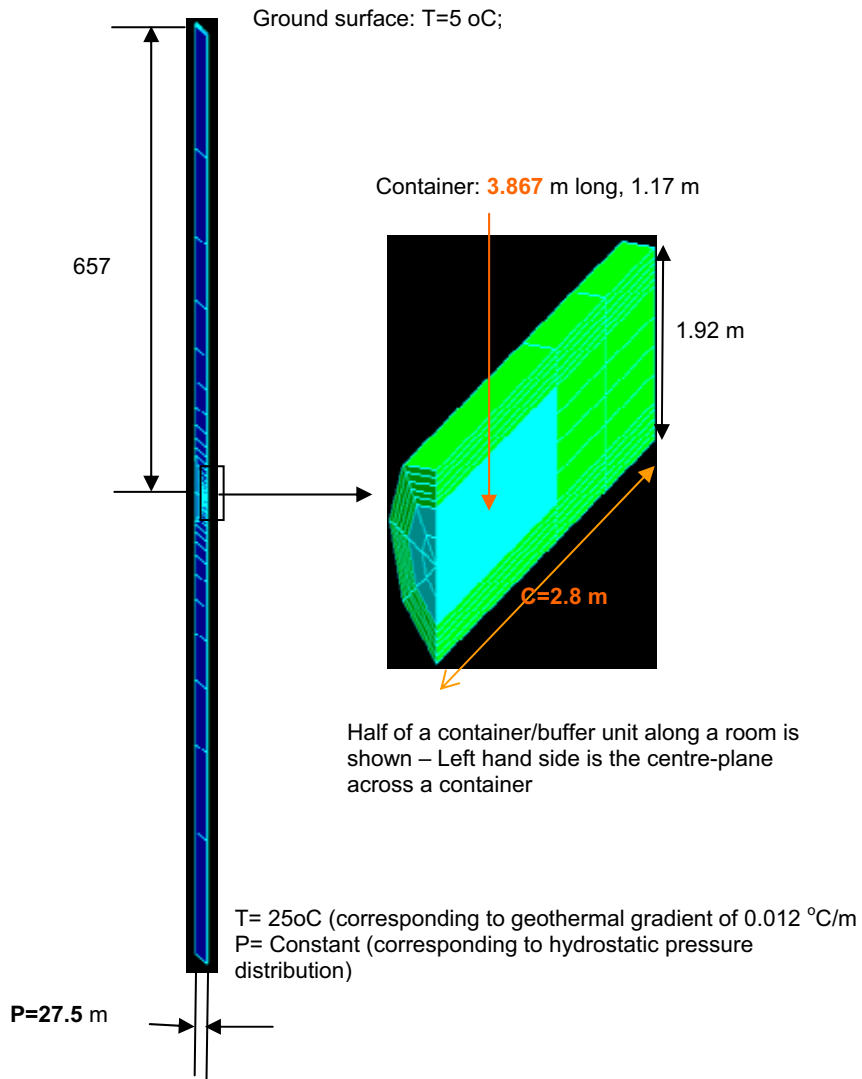 Ground surface: T=5 oC;
Container: 3.867 m long, 1.17 m
657
1.92 m
C=2.8 m
Half of a container/buffer unit along a room is
shown – Left hand side is the centre-plane
across a container
T= 25oC (corresponding to geothermal gradient of 0.012 °C/m
P= Constant (corresponding to hydrostatic pressure
distribution)
P=27.5 m